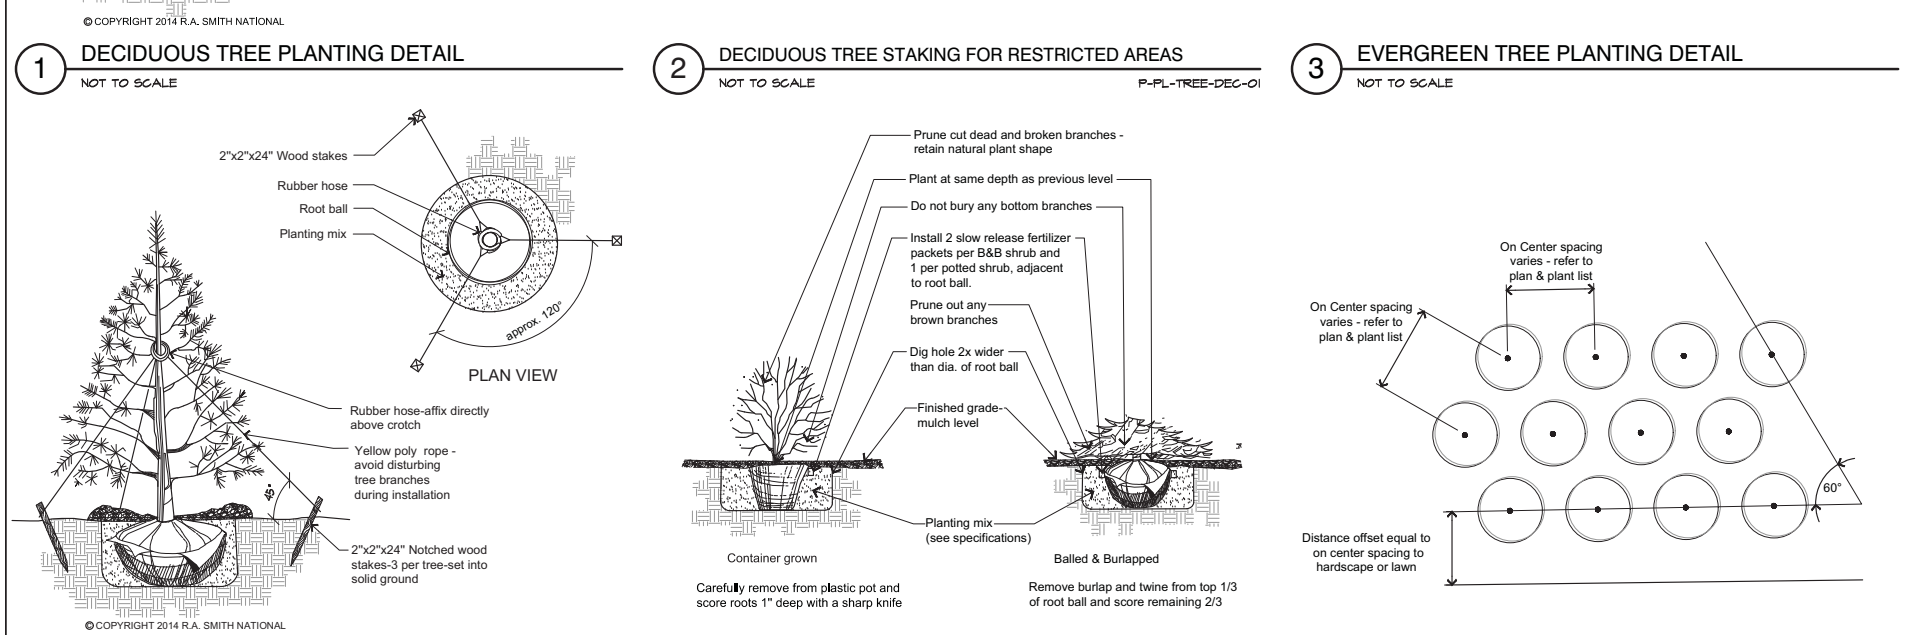 © COPYRIGHT 2014 R.A. SMITH NATIONAL
1
DECIDUOUS TREE PLANTING DETAIL
NOT TO SCALE
2
DECIDUOUS TREE STAKING FOR RESTRICTED AREAS
NOT TO SCALE
P-PL-TREE-DEC-01
3
EVERGREEN TREE PLANTING DETAIL
NOT TO SCALE
2"x2"x24" Wood stakes
Rubber hose
Root ball
Planting mix
approx. 120°
PLAN VIEW
Rubber hose-affix directly
above crotch
Yellow poly rope -
avoid disturbing
tree branches
during installation
45°
2"x2"x24" Notched wood
stakes-3 per tree-set into
solid ground
© COPYRIGHT 2014 R.A. SMITH NATIONAL
Prune cut dead and broken branches -
retain natural plant shape
Plant at same depth as previous level
Do not bury any bottom branches
Install 2 slow release fertilizer
packets per B&B shrub and
1 per potted shrub, adjacent
to root ball.
Prune out any
brown branches
Dig hole 2x wider
than dia. of root ball
Finished grade-
mulch level
Planting mix
(see specifications)
Container grown
Carefully remove from plastic pot and
score roots 1" deep with a sharp knife
Balled & Burlapped
Remove burlap and twine from top 1/3
of root ball and score remaining 2/3
On Center spacing
varies - refer to
plan & plant list
On Center spacing
varies - refer to
plan & plant list
60°
Distance offset equal to
on center spacing to
hardscape or lawn